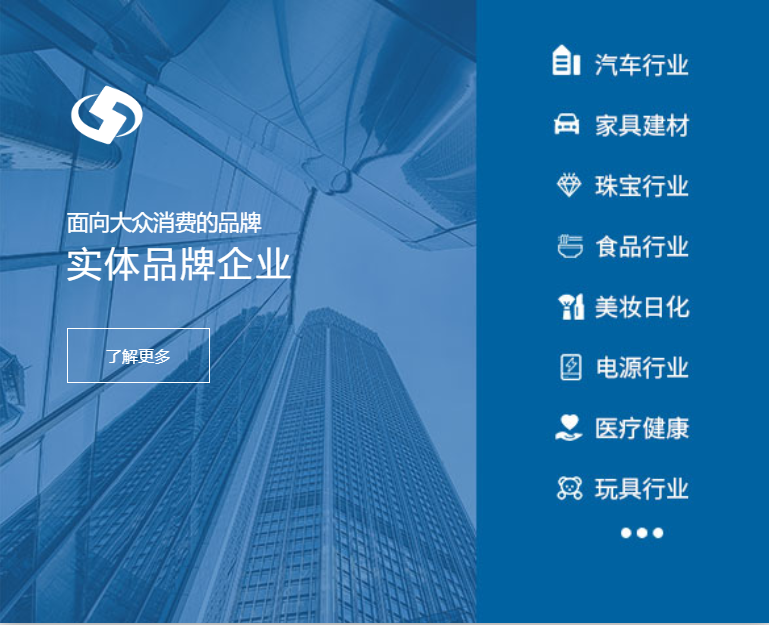 面向大众消费的品牌
实体品牌企业
了解更多
汽车行业
家具建材
珠宝行业
食品行业
美妆日化
电源行业
医疗健康
玩具行业